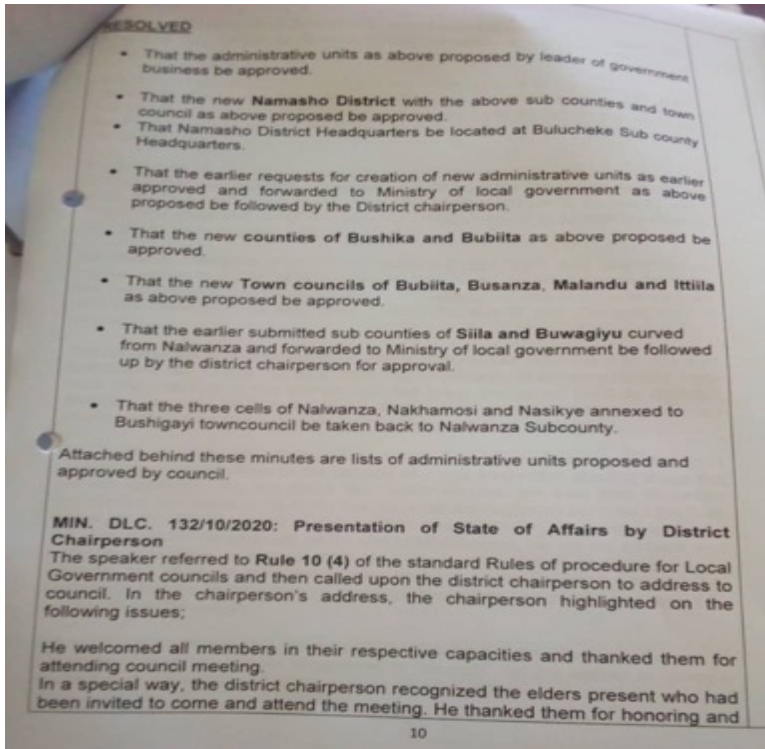 RESOLVED
• That the administrative units as above proposed by leader of government
business be approved.
• That the new Namasho District with the above sub counties and town
council as above proposed be approved.
• That Namasho District Headquarters be located at Bulucheke Sub county
Headquarters.
• That the earlier requests for creation of new administrative units as earlier
approved and forwarded to Ministry of local government as above
proposed be followed by the District chairperson.
• That the new counties of Bushika and Bubiita as above proposed be
approved.
• That the new Town councils of Bubiita, Busanza, Malandu and Ittiila
as above proposed be approved.
• That the earlier submitted sub counties of Siila and Buwagiyu curved
from Nalwanza and forwarded to Ministry of local government be followed
up by the district chairperson for approval.
• That the three cells of Nalwanza, Nakhamosi and Nasikye annexed to
Bushigayi towncouncil be taken back to Nalwanza Subcounty.
Attached behind these minutes are lists of administrative units proposed and
approved by council.
MIN. DLC. 132/10/2020: Presentation of State of Affairs by District
Chairperson
The speaker referred to Rule 10 (4) of the standard Rules of procedure for Local
Government councils and then called upon the district chairperson to address to
council. In the chairperson's address, the chairperson highlighted on the
following issues;
He welcomed all members in their respective capacities and thanked them for
attending council meeting.
In a special way, the district chairperson recognized the elders present who had
been invited to come and attend the meeting. He thanked them for honoring and
10